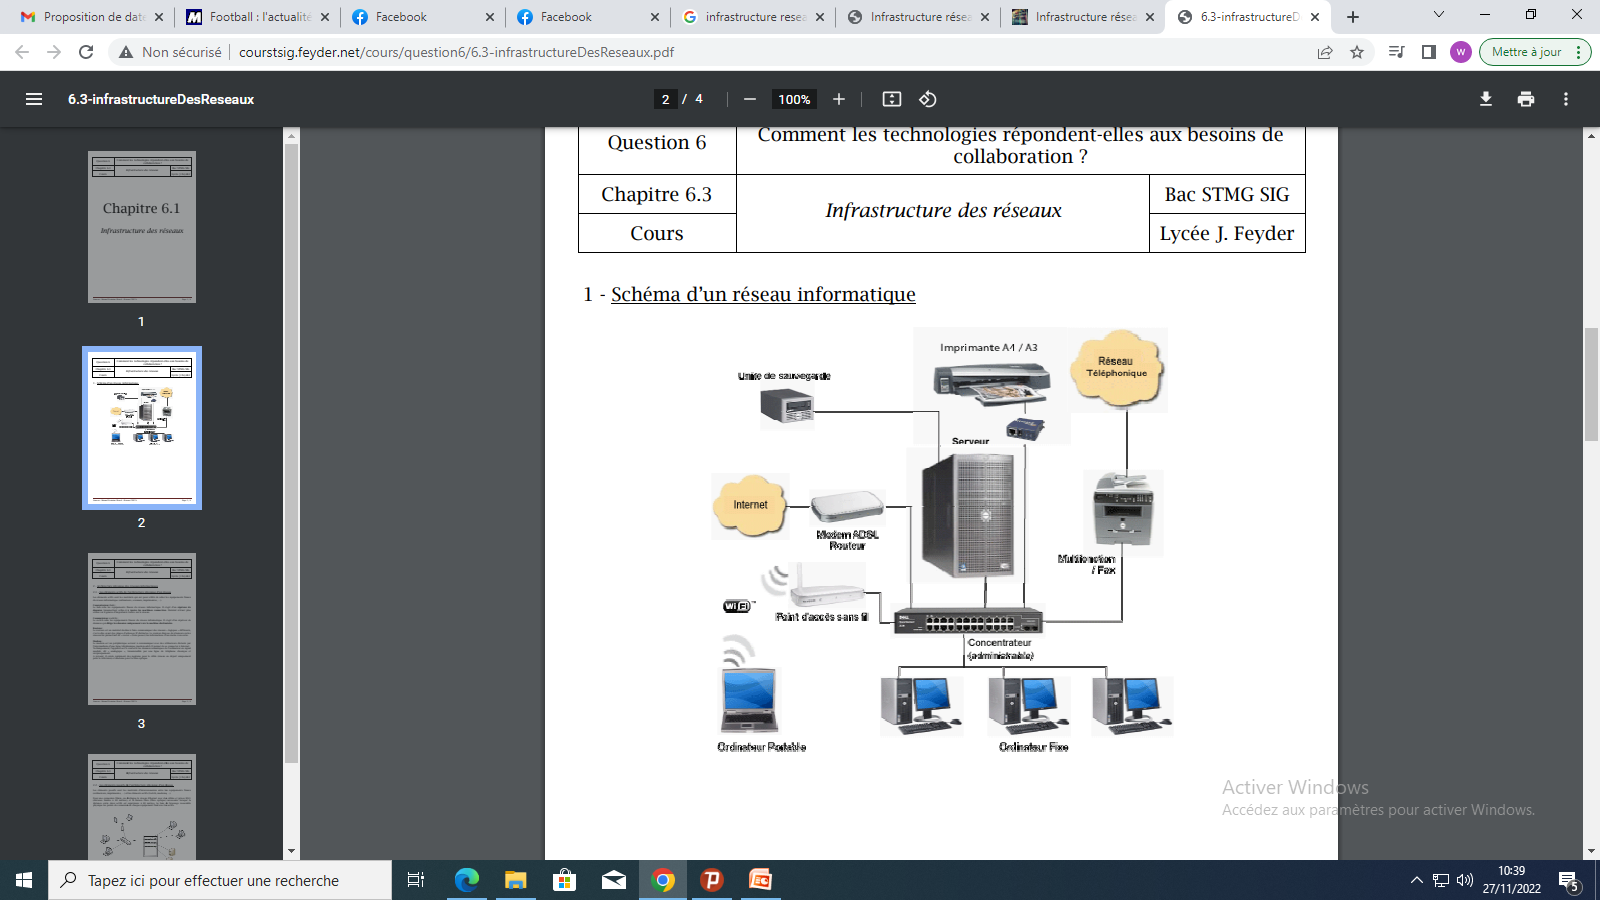 Proposition de date
Football : l'actualité
Facebook
Facebook
infrastructure resea
Infrastructure résea
Infrastructure résea
6.3-infrastructureD
Non sécurisé
courstsig.feyder.net/cours/question6/6.3-infrastructureDesReseaux.pdf
W
Mettre à jour
6.3-infrastructureDesReseaux
2 / 4
100%
Chapitre 6.1
Infrastructure des réseaux
1
2
3
Question 6
Comment les technologies répondent-elles aux besoins de
collaboration ?
Chapitre 6.3
Infrastructure des réseaux
Bac STMG SIG
Cours
Lycée J. Feyder
1 - Schéma d'un réseau informatique
Imprimante A4 / A3
Réseau
Téléphonique
Unité de sauvegarde
Serveur
Internet
Modem ADSL
Routeur
Multifonction
/ Fax
WiFi
Point d'accès sans fil
Concentrateur
(administrable)
Ordinateur Portable
Ordinateur Fixe
Activer Windows
Accédez aux paramètres pour activer Windows.
Tapez ici pour effectuer une recherche
10:39
27/11/2022
5